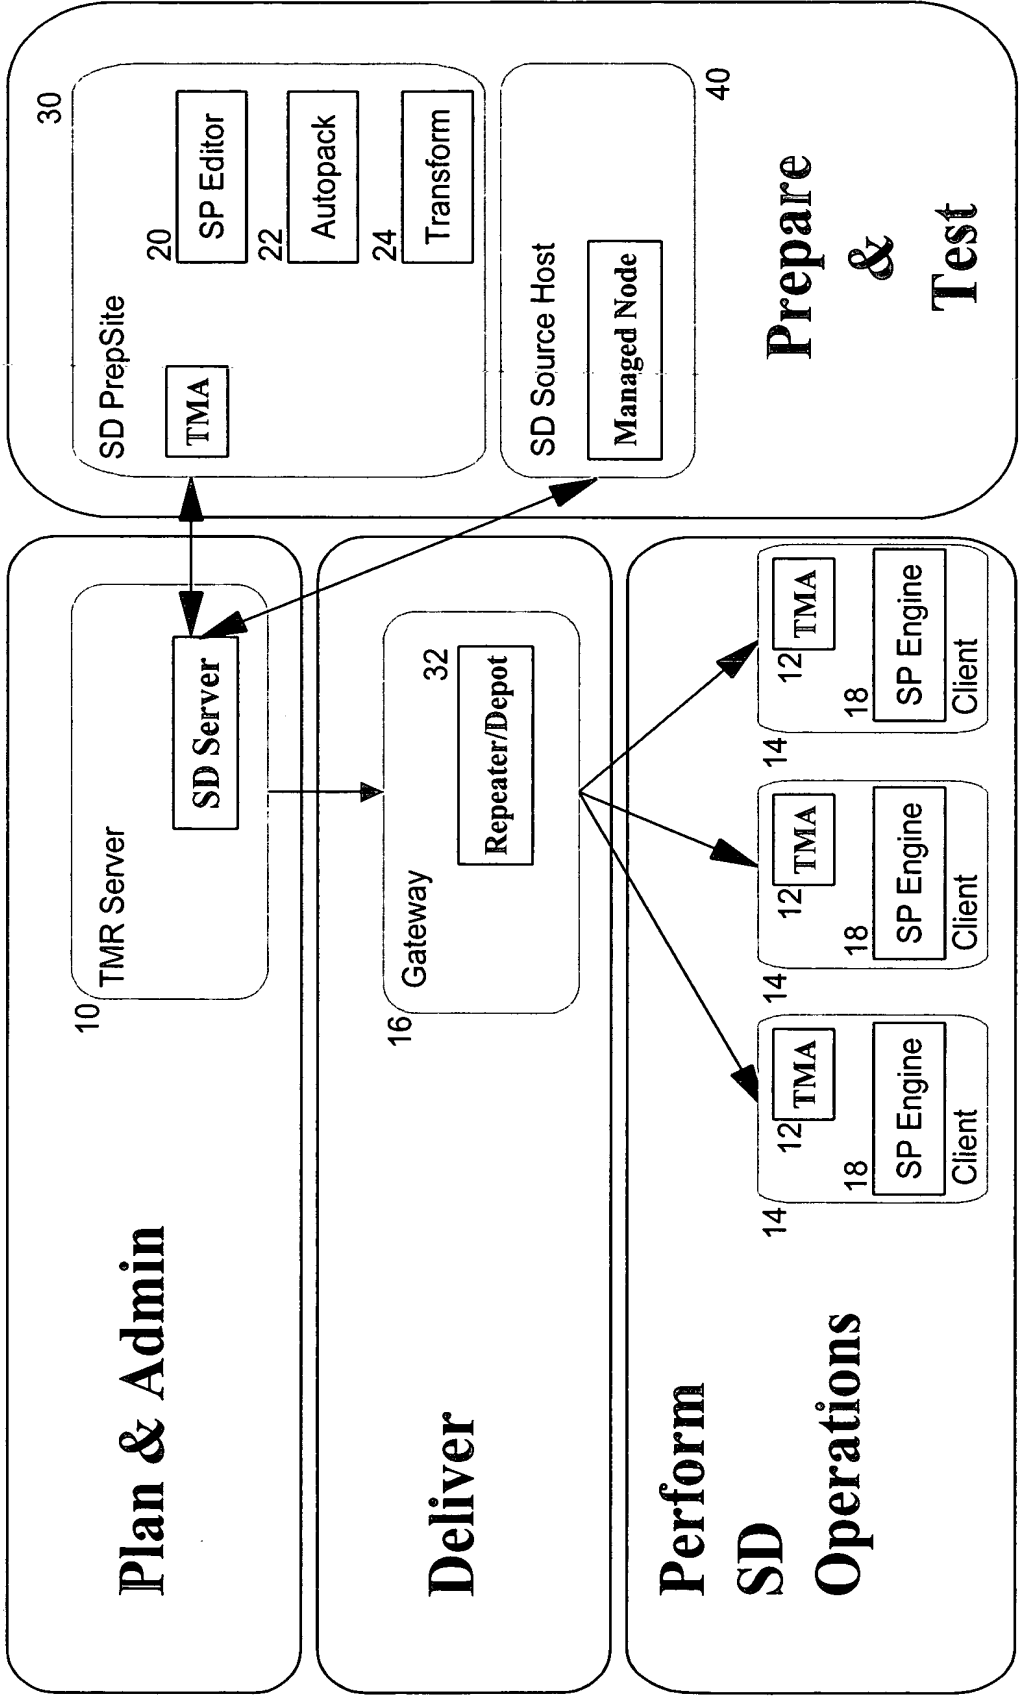 Plan & Admin
10
TMR Server
SD Server
Deliver
16
Gateway
32
Repeater/Depot
Perform
SD
Operations
14
12
TMA
18
SP Engine
Client
14
12
TMA
18
SP Engine
Client
14
12
TMA
18
SP Engine
Client
30
SD PrepSite
TMA
20
SP Editor
22
Autopack
24
Transform
SD Source Host
Managed Node
40
Prepare
&
Test